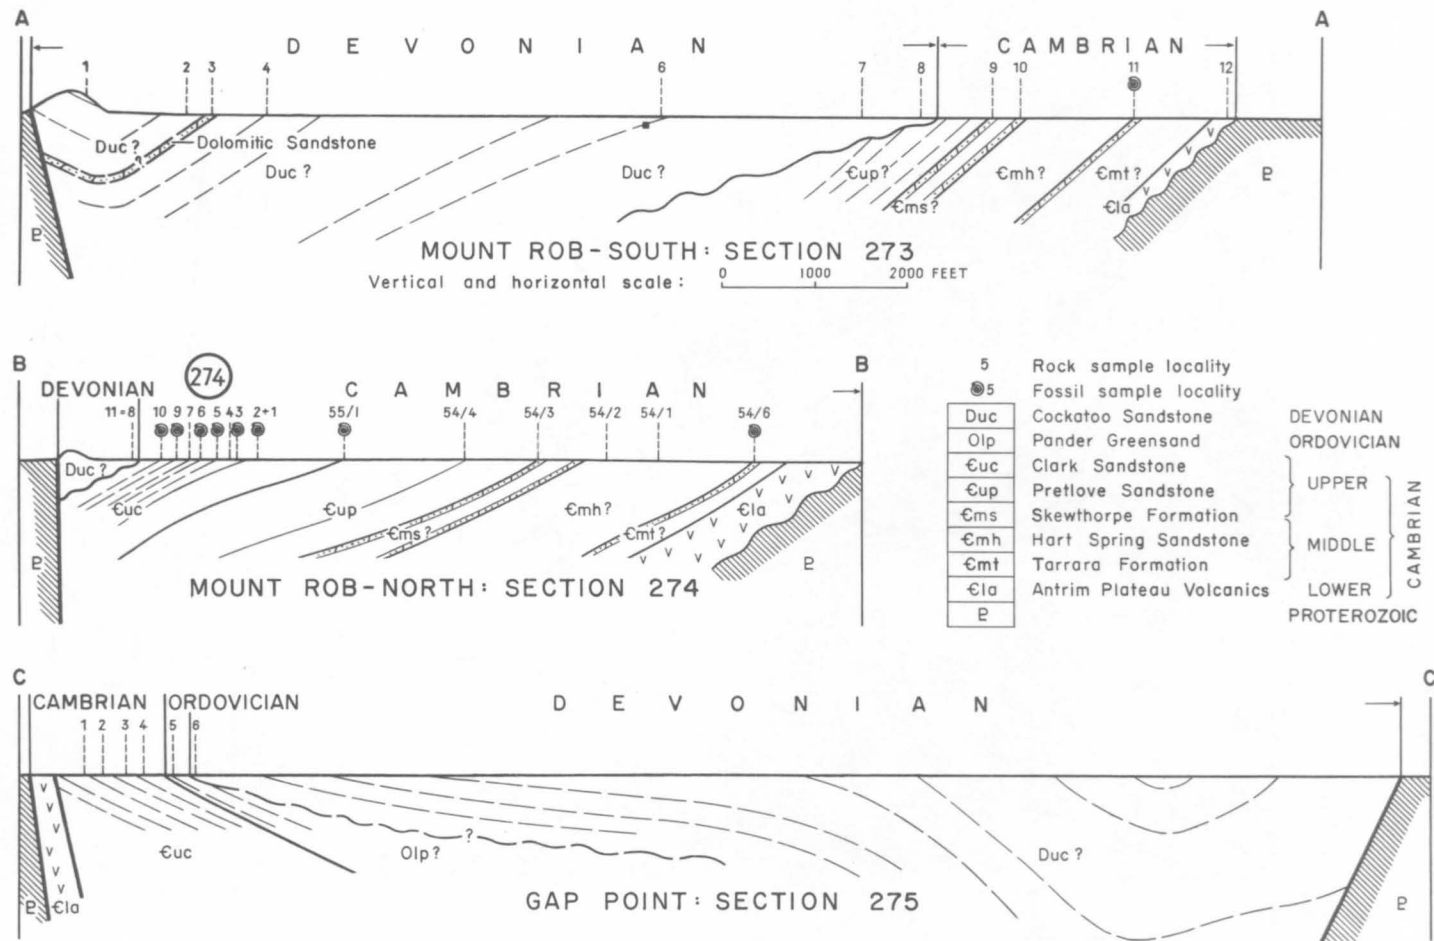 A A
D E V O N I A N C A M B R I A N
1 2 3 4 6 7 8 9 10 11 12
Duc ? ? Dolomitic Sandstone
Duc ? Duc ? Єup ? Єmh ? Єmt ? P
Єms ? Єla
P
MOUNT ROB-SOUTH: SECTION 273
Vertical and horizontal scale: 0 1000 2000 FEET
B B
DEVONIAN 274 C A M B R I A N
11=8 10 9 7 6 5 4 3 2+1 55/1 54/4 54/3 54/2 54/1 54/6
Duc ?
Єuc Єup Єms ? Єmh ? Єmt ? Єla
P P
MOUNT ROB-NORTH: SECTION 274
5 Rock sample locality
5 Fossil sample locality
Duc Cockatoo Sandstone DEVONIAN
Olp Pander Greensand ORDOVICIAN
Єuc Clark Sandstone
Єup Pretlove Sandstone UPPER
Єms Skewthorpe Formation
Єmh Hart Spring Sandstone MIDDLE
Єmt Tarrara Formation
Єla Antrim Plateau Volcanics LOWER
CAMBRIAN
P PROTEROZOIC
C C
CAMBRIAN ORDOVICIAN D E V O N I A N
1 2 3 4 5 6
?
Єuc Olp ? Duc ?
P Єla P
GAP POINT: SECTION 275